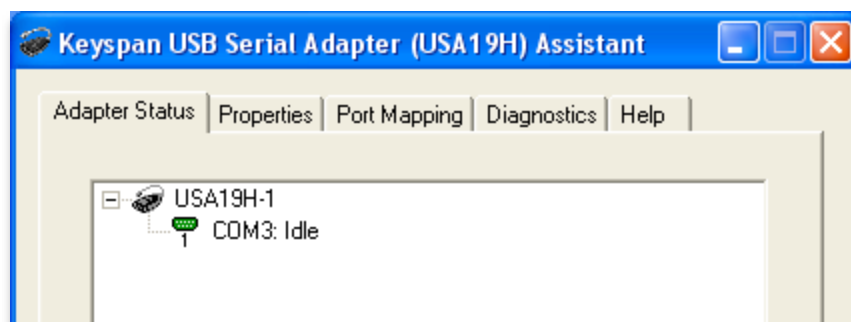 Keyspan USB Serial Adapter (USA19H) Assistant
Adapter Status Properties Port Mapping Diagnostics Help
USA19H-1
1 COM3: Idle